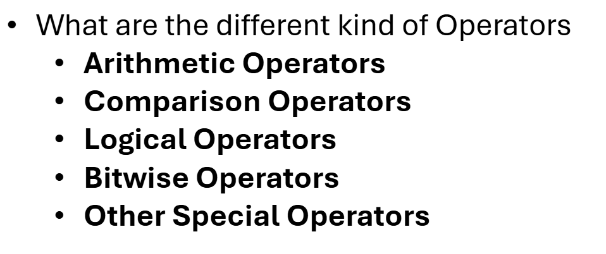 • What are the different kind of Operators
• Arithmetic Operators
• Comparison Operators
• Logical Operators
• Bitwise Operators
• Other Special Operators